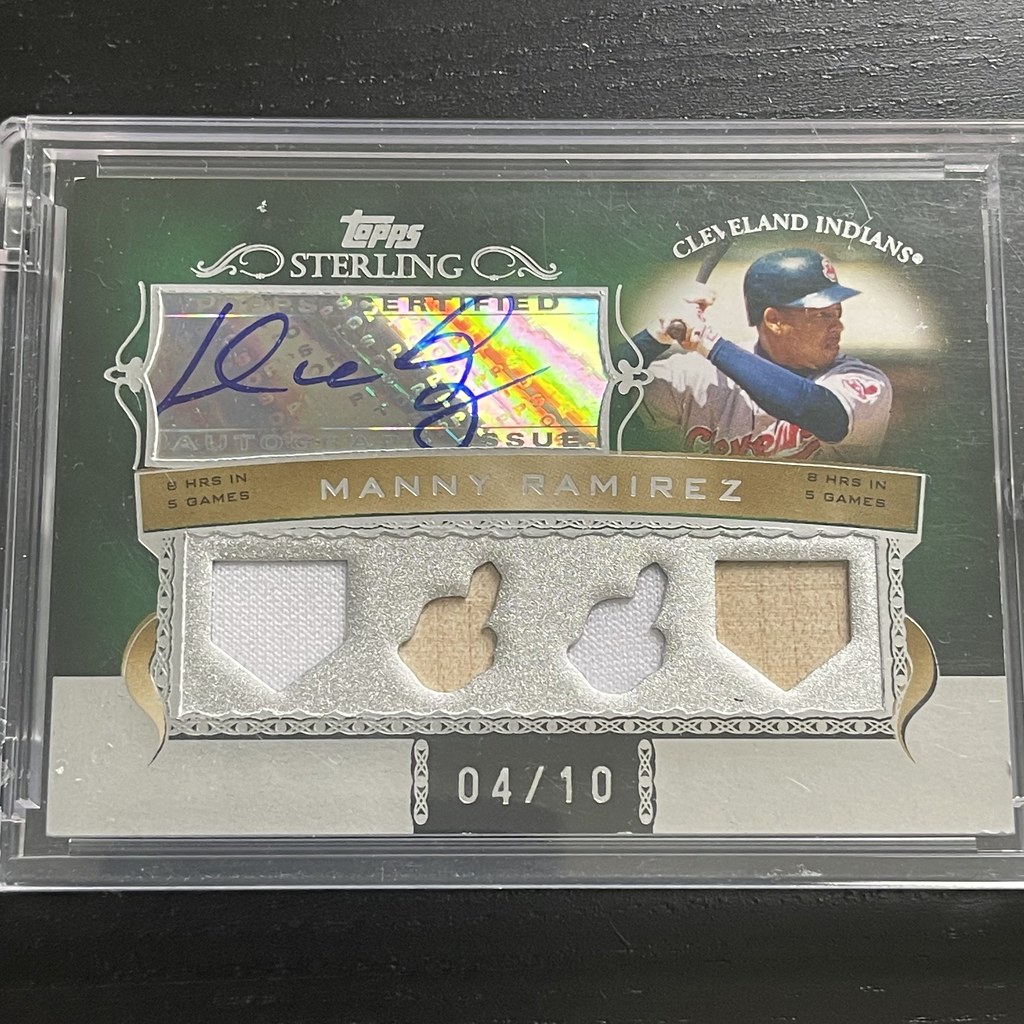 topps
STERLING
CLEVELAND INDIANS®
CERTIFIED
AUTOGRAPH ISSUE
8 HRS IN
5 GAMES
MANNY RAMIREZ
8 HRS IN
5 GAMES
04/10